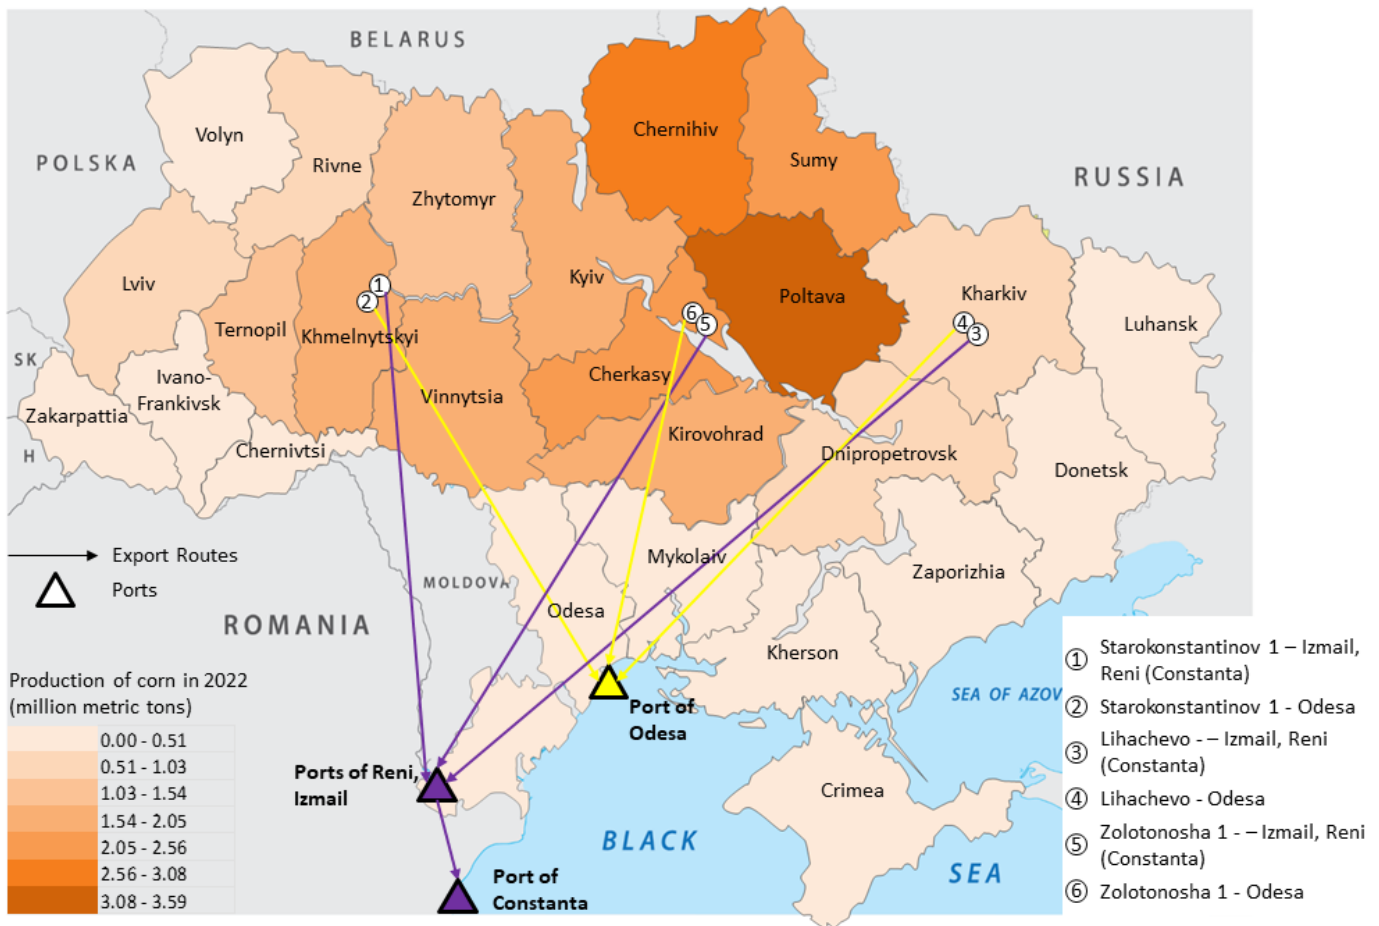 BELARUS
POLSKA
RUSSIA
Volyn
Rivne
Zhytomyr
Chernihiv
Sumy
Lviv
Kyiv
Poltava
Kharkiv
Luhansk
Ternopil
Khmelnytskyi
1
2
6
5
4
3
SK
Ivano-
Frankivsk
Zakarpattia
Vinnytsia
Cherkasy
H
Chernivtsi
Kirovohrad
Dnipropetrovsk
Donetsk
Export Routes
Ports
MOLDOVA
Mykolaiv
Zaporizhia
ROMANIA
Odesa
Kherson
Production of corn in 2022
(million metric tons)
0.00 - 0.51
0.51 - 1.03
1.03 - 1.54
1.54 - 2.05
2.05 - 2.56
2.56 - 3.08
3.08 - 3.59
Port of
Odesa
SEA OF AZOV
Ports of Reni,
Izmail
Crimea
BLACK
SEA
Port of
Constanta
1 Starokonstantinov 1 – Izmail,
Reni (Constanta)
2 Starokonstantinov 1 - Odesa
3 Lihachevo - – Izmail, Reni
(Constanta)
4 Lihachevo - Odesa
5 Zolotonosha 1 - – Izmail, Reni
(Constanta)
6 Zolotonosha 1 - Odesa